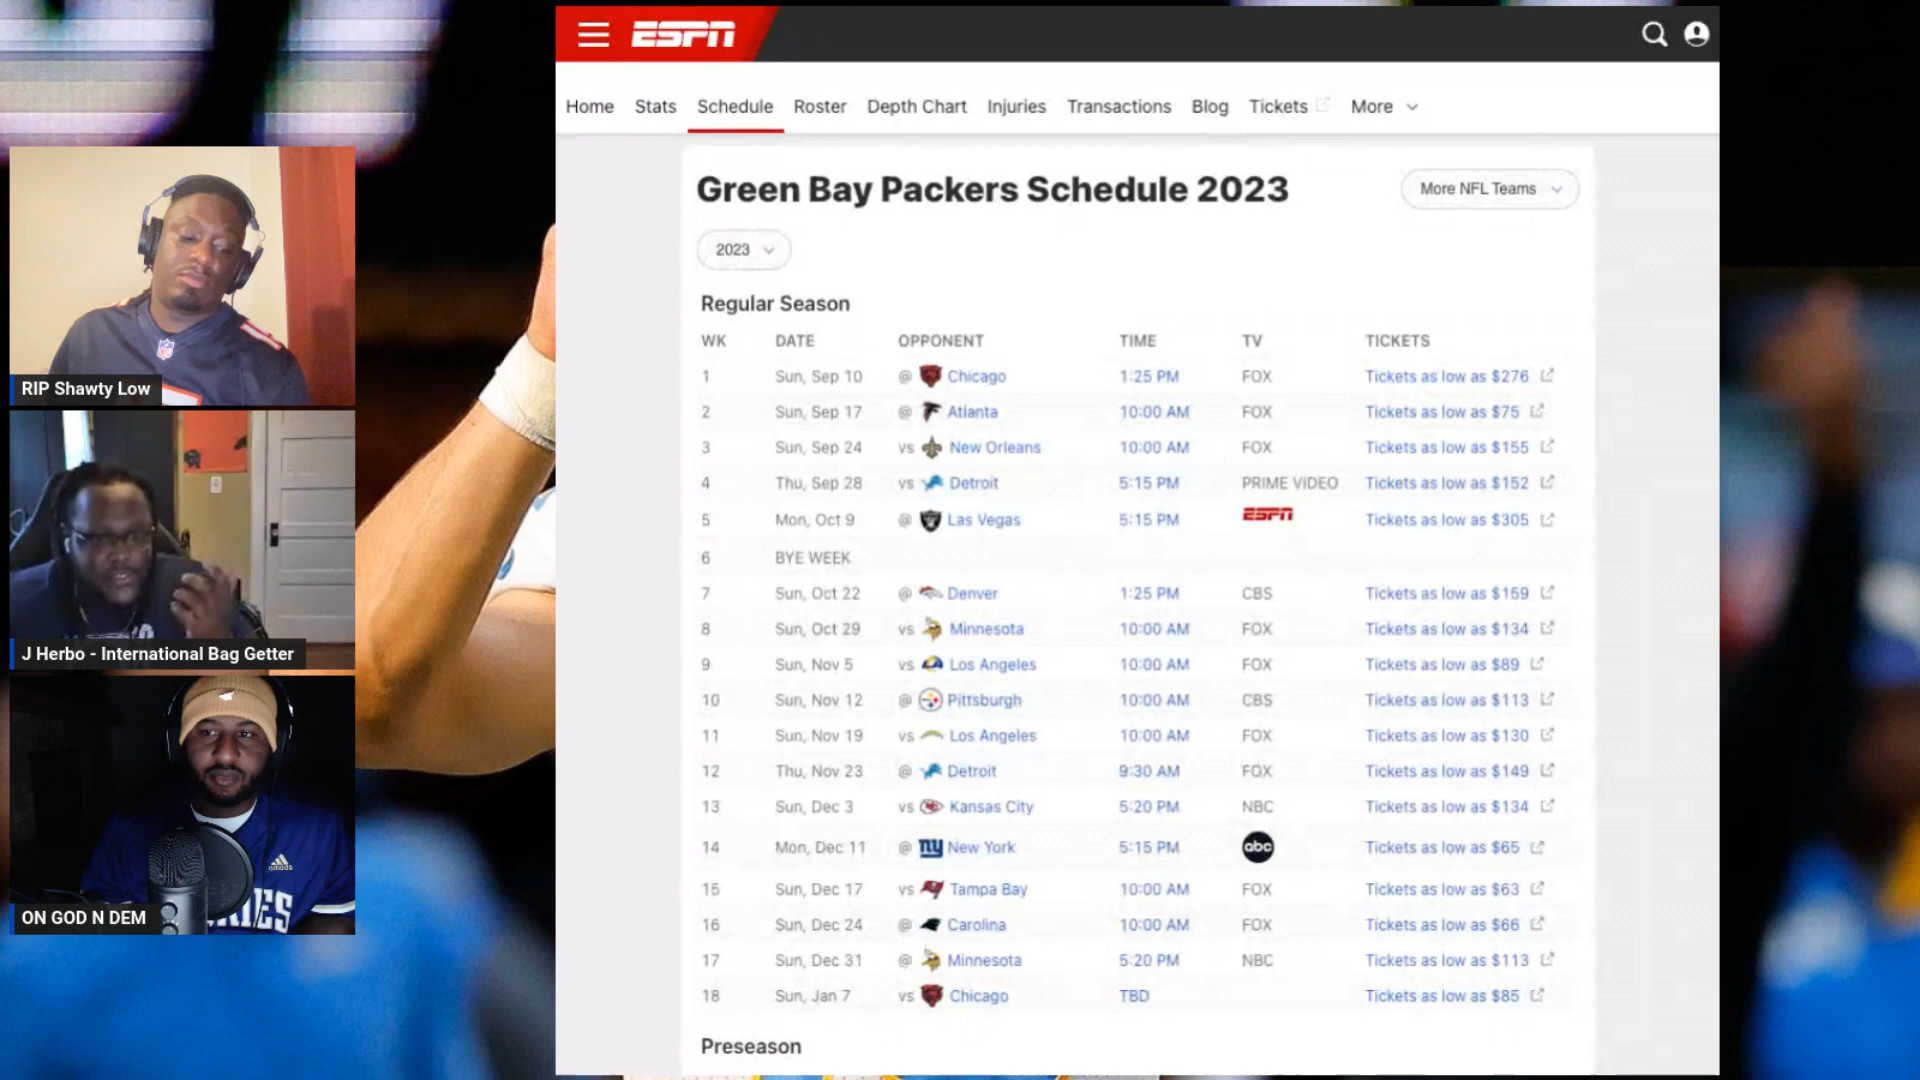 ESPN
Home Stats Schedule Roster Depth Chart Injuries Transactions Blog Tickets More
Green Bay Packers Schedule 2023
More NFL Teams
2023
Regular Season
WK DATE OPPONENT TIME TV TICKETS
1 Sun, Sep 10 @ Chicago 1:25 PM FOX Tickets as low as $276
2 Sun, Sep 17 @ Atlanta 10:00 AM FOX Tickets as low as $75
3 Sun, Sep 24 vs New Orleans 10:00 AM FOX Tickets as low as $155
4 Thu, Sep 28 vs Detroit 5:15 PM PRIME VIDEO Tickets as low as $152
5 Mon, Oct 9 @ Las Vegas 5:15 PM ESPN Tickets as low as $305
6 BYE WEEK
7 Sun, Oct 22 @ Denver 1:25 PM CBS Tickets as low as $159
8 Sun, Oct 29 vs Minnesota 10:00 AM FOX Tickets as low as $134
9 Sun, Nov 5 vs Los Angeles 10:00 AM FOX Tickets as low as $89
10 Sun, Nov 12 @ Pittsburgh 10:00 AM CBS Tickets as low as $113
11 Sun, Nov 19 vs Los Angeles 10:00 AM FOX Tickets as low as $130
12 Thu, Nov 23 @ Detroit 9:30 AM FOX Tickets as low as $149
13 Sun, Dec 3 vs Kansas City 5:20 PM NBC Tickets as low as $134
14 Mon, Dec 11 @ ny New York 5:15 PM abc Tickets as low as $65
15 Sun, Dec 17 vs Tampa Bay 10:00 AM FOX Tickets as low as $63
16 Sun, Dec 24 @ Carolina 10:00 AM FOX Tickets as low as $66
17 Sun, Dec 31 @ Minnesota 5:20 PM NBC Tickets as low as $113
18 Sun, Jan 7 vs Chicago TBD Tickets as low as $85
Preseason
NFL
RIP Shawty Low
J Herbo - International Bag Getter
adidas
ON GOD N DEM